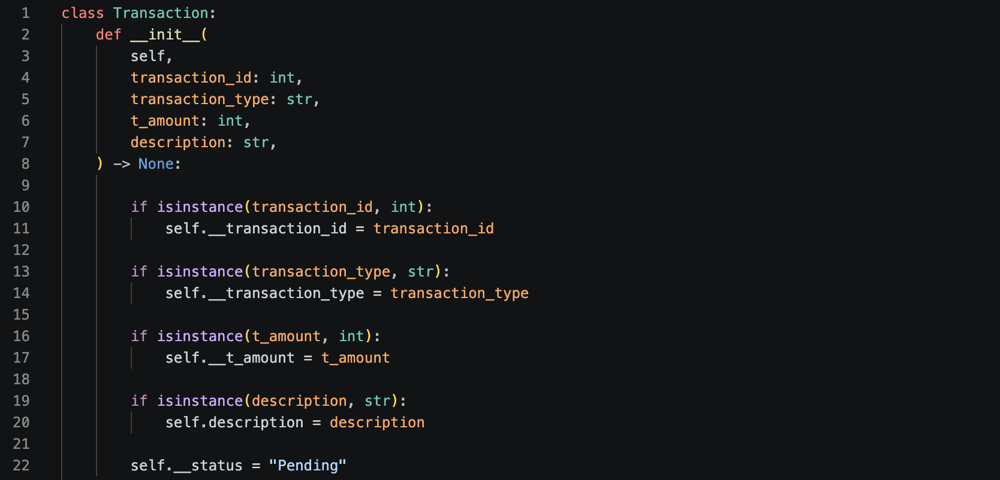 1 class Transaction:
2     def __init__(
3         self,
4         transaction_id: int,
5         transaction_type: str,
6         t_amount: int,
7         description: str,
8     ) -> None:
9
10         if isinstance(transaction_id, int):
11             self.__transaction_id = transaction_id
12
13         if isinstance(transaction_type, str):
14             self.__transaction_type = transaction_type
15
16         if isinstance(t_amount, int):
17             self.__t_amount = t_amount
18
19         if isinstance(description, str):
20             self.description = description
21
22         self.__status = "Pending"